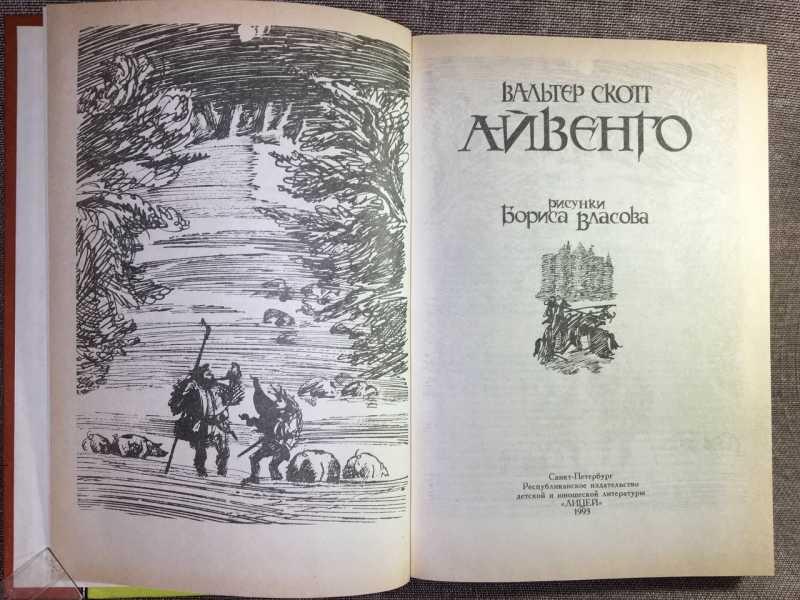 ВАЛЬТЕР СКОТТ
АЙВЕНГО
РИСУНКИ
БОРИСА ВЛАСОВА
Санкт-Петербург
Республиканское издательство
детской и юношеской литературы
«ЛИЦЕЙ»
1993